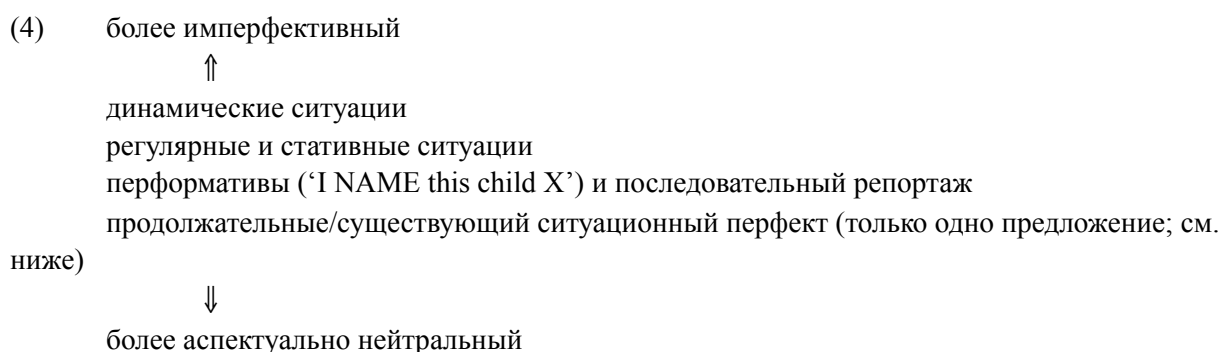 (4) более имперфективный
⇑
динамические ситуации
регулярные и стативные ситуации
перформативы (‘I NAME this child X’) и последовательный репортаж
продолжательные/существующий ситуационный перфект (только одно предложение; см.
ниже)
⇓
более аспектуально нейтральный